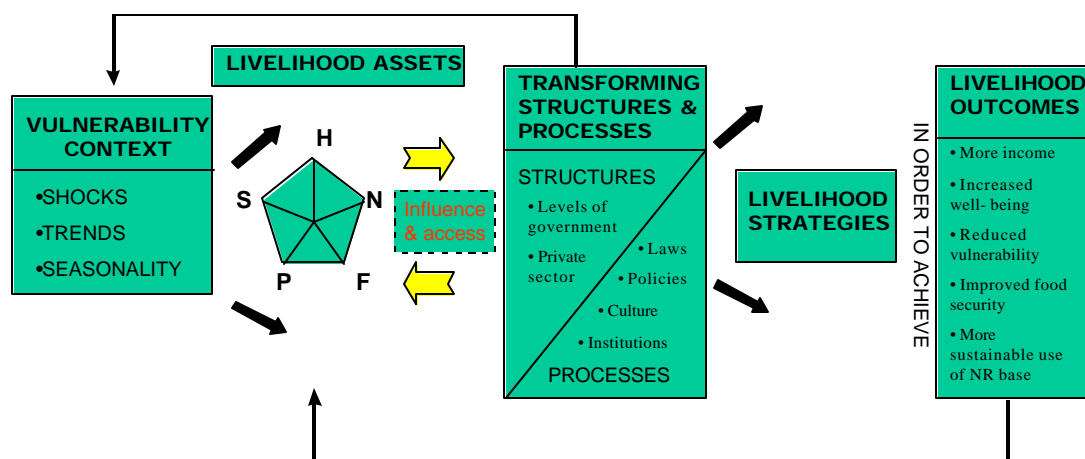 LIVELIHOOD ASSETS
VULNERABILITY
CONTEXT
•SHOCKS
•TRENDS
•SEASONALITY
H
S
N
P
F
Influence
& access
TRANSFORMING
STRUCTURES &
PROCESSES
STRUCTURES
• Levels of
government
• Private
sector
• Laws
• Policies
• Culture
• Institutions
PROCESSES
LIVELIHOOD
STRATEGIES
IN ORDER TO ACHIEVE
LIVELIHOOD
OUTCOMES
• More income
• Increased
well- being
• Reduced
vulnerability
• Improved food
security
• More
sustainable use
of NR base